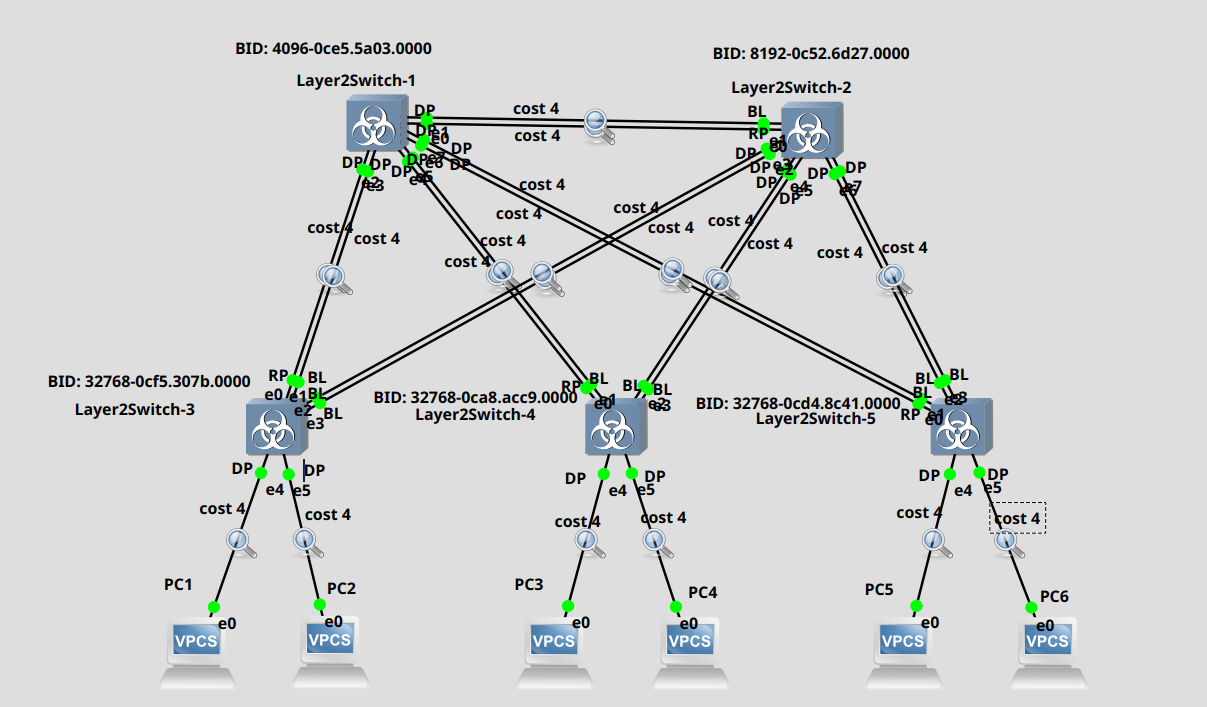 BID: 4096-0ce5.5a03.0000
BID: 8192-0c52.6d27.0000
Layer2Switch-1
Layer2Switch-2
DP
cost 4
BL
DP
e1
e0
cost 4
RP
e1
e0
DP
DP
e7
e6
DP
DP
e3
e2
DP
DP
DP
DP
e5
DP
e4
e5
DP
DP
e7
e6
e2
e3
DP
cost 4
cost 4
cost 4
cost 4
cost 4
cost 4
cost 4
cost 4
cost 4
cost 4
cost 4
cost 4
BID: 32768-0cf5.307b.0000
Layer2Switch-3
RP
BL
e0
e1
BL
e2
BL
e3
BID: 32768-0ca8.acc9.0000
Layer2Switch-4
RP
BL
e1
e0
BL
BL
e2
e3
BID: 32768-0cd4.8c41.0000
Layer2Switch-5
BL
BL
BL
e2
e3
RP
e1
e0
DP
DP
e4
e5
DP
DP
e4
e5
DP
DP
e4
e5
cost 4
cost 4
cost 4
cost 4
cost 4
cost 4
PC1
PC2
PC3
PC4
PC5
PC6
e0
e0
e0
e0
e0
e0
VPCS
VPCS
VPCS
VPCS
VPCS
VPCS